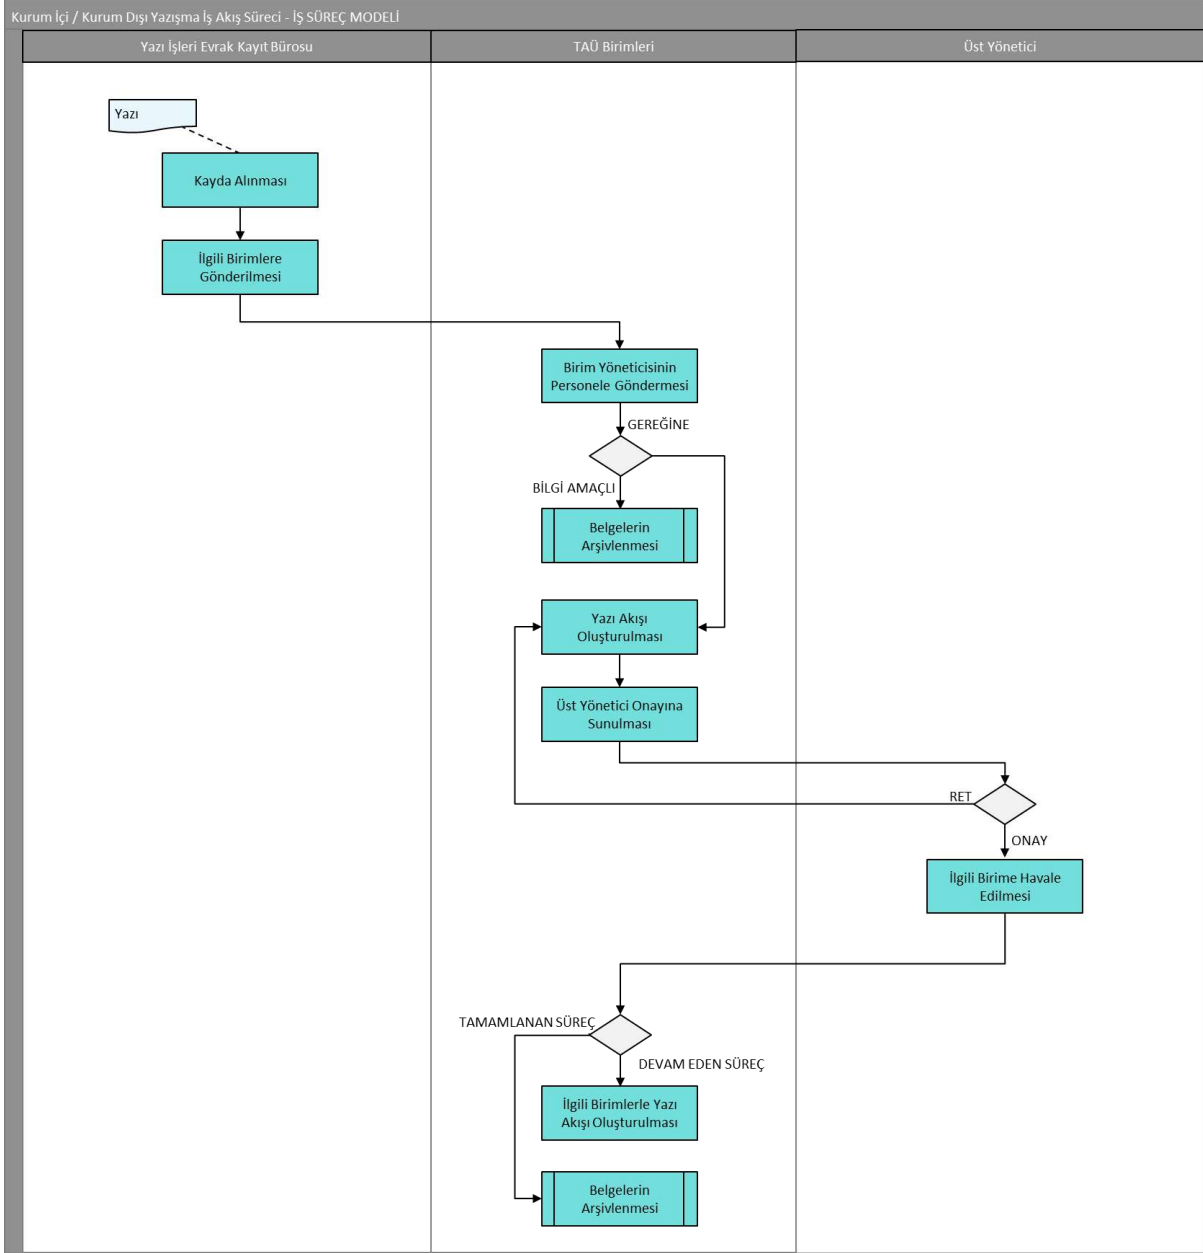 Kurum İçi / Kurum Dışı Yazışma İş Akış Süreci - İŞ SÜREÇ MODELİ
Yazı İşleri Evrak Kayıt Bürosu
TAÜ Birimleri
Üst Yönetici
Yazı
Kayda Alınması
İlgili Birimlere
Gönderilmesi
Birim Yöneticisinin
Personele Göndermesi
GEREĞİNE
BİLGİ AMAÇLI
Belgelerin
Arşivlenmesi
Yazı Akışı
Oluşturulması
Üst Yönetici Onayına
Sunulması
RET
ONAY
İlgili Birime Havale
Edilmesi
TAMAMLANAN SÜREÇ
DEVAM EDEN SÜREÇ
İlgili Birimlerle Yazı
Akışı Oluşturulması
Belgelerin
Arşivlenmesi